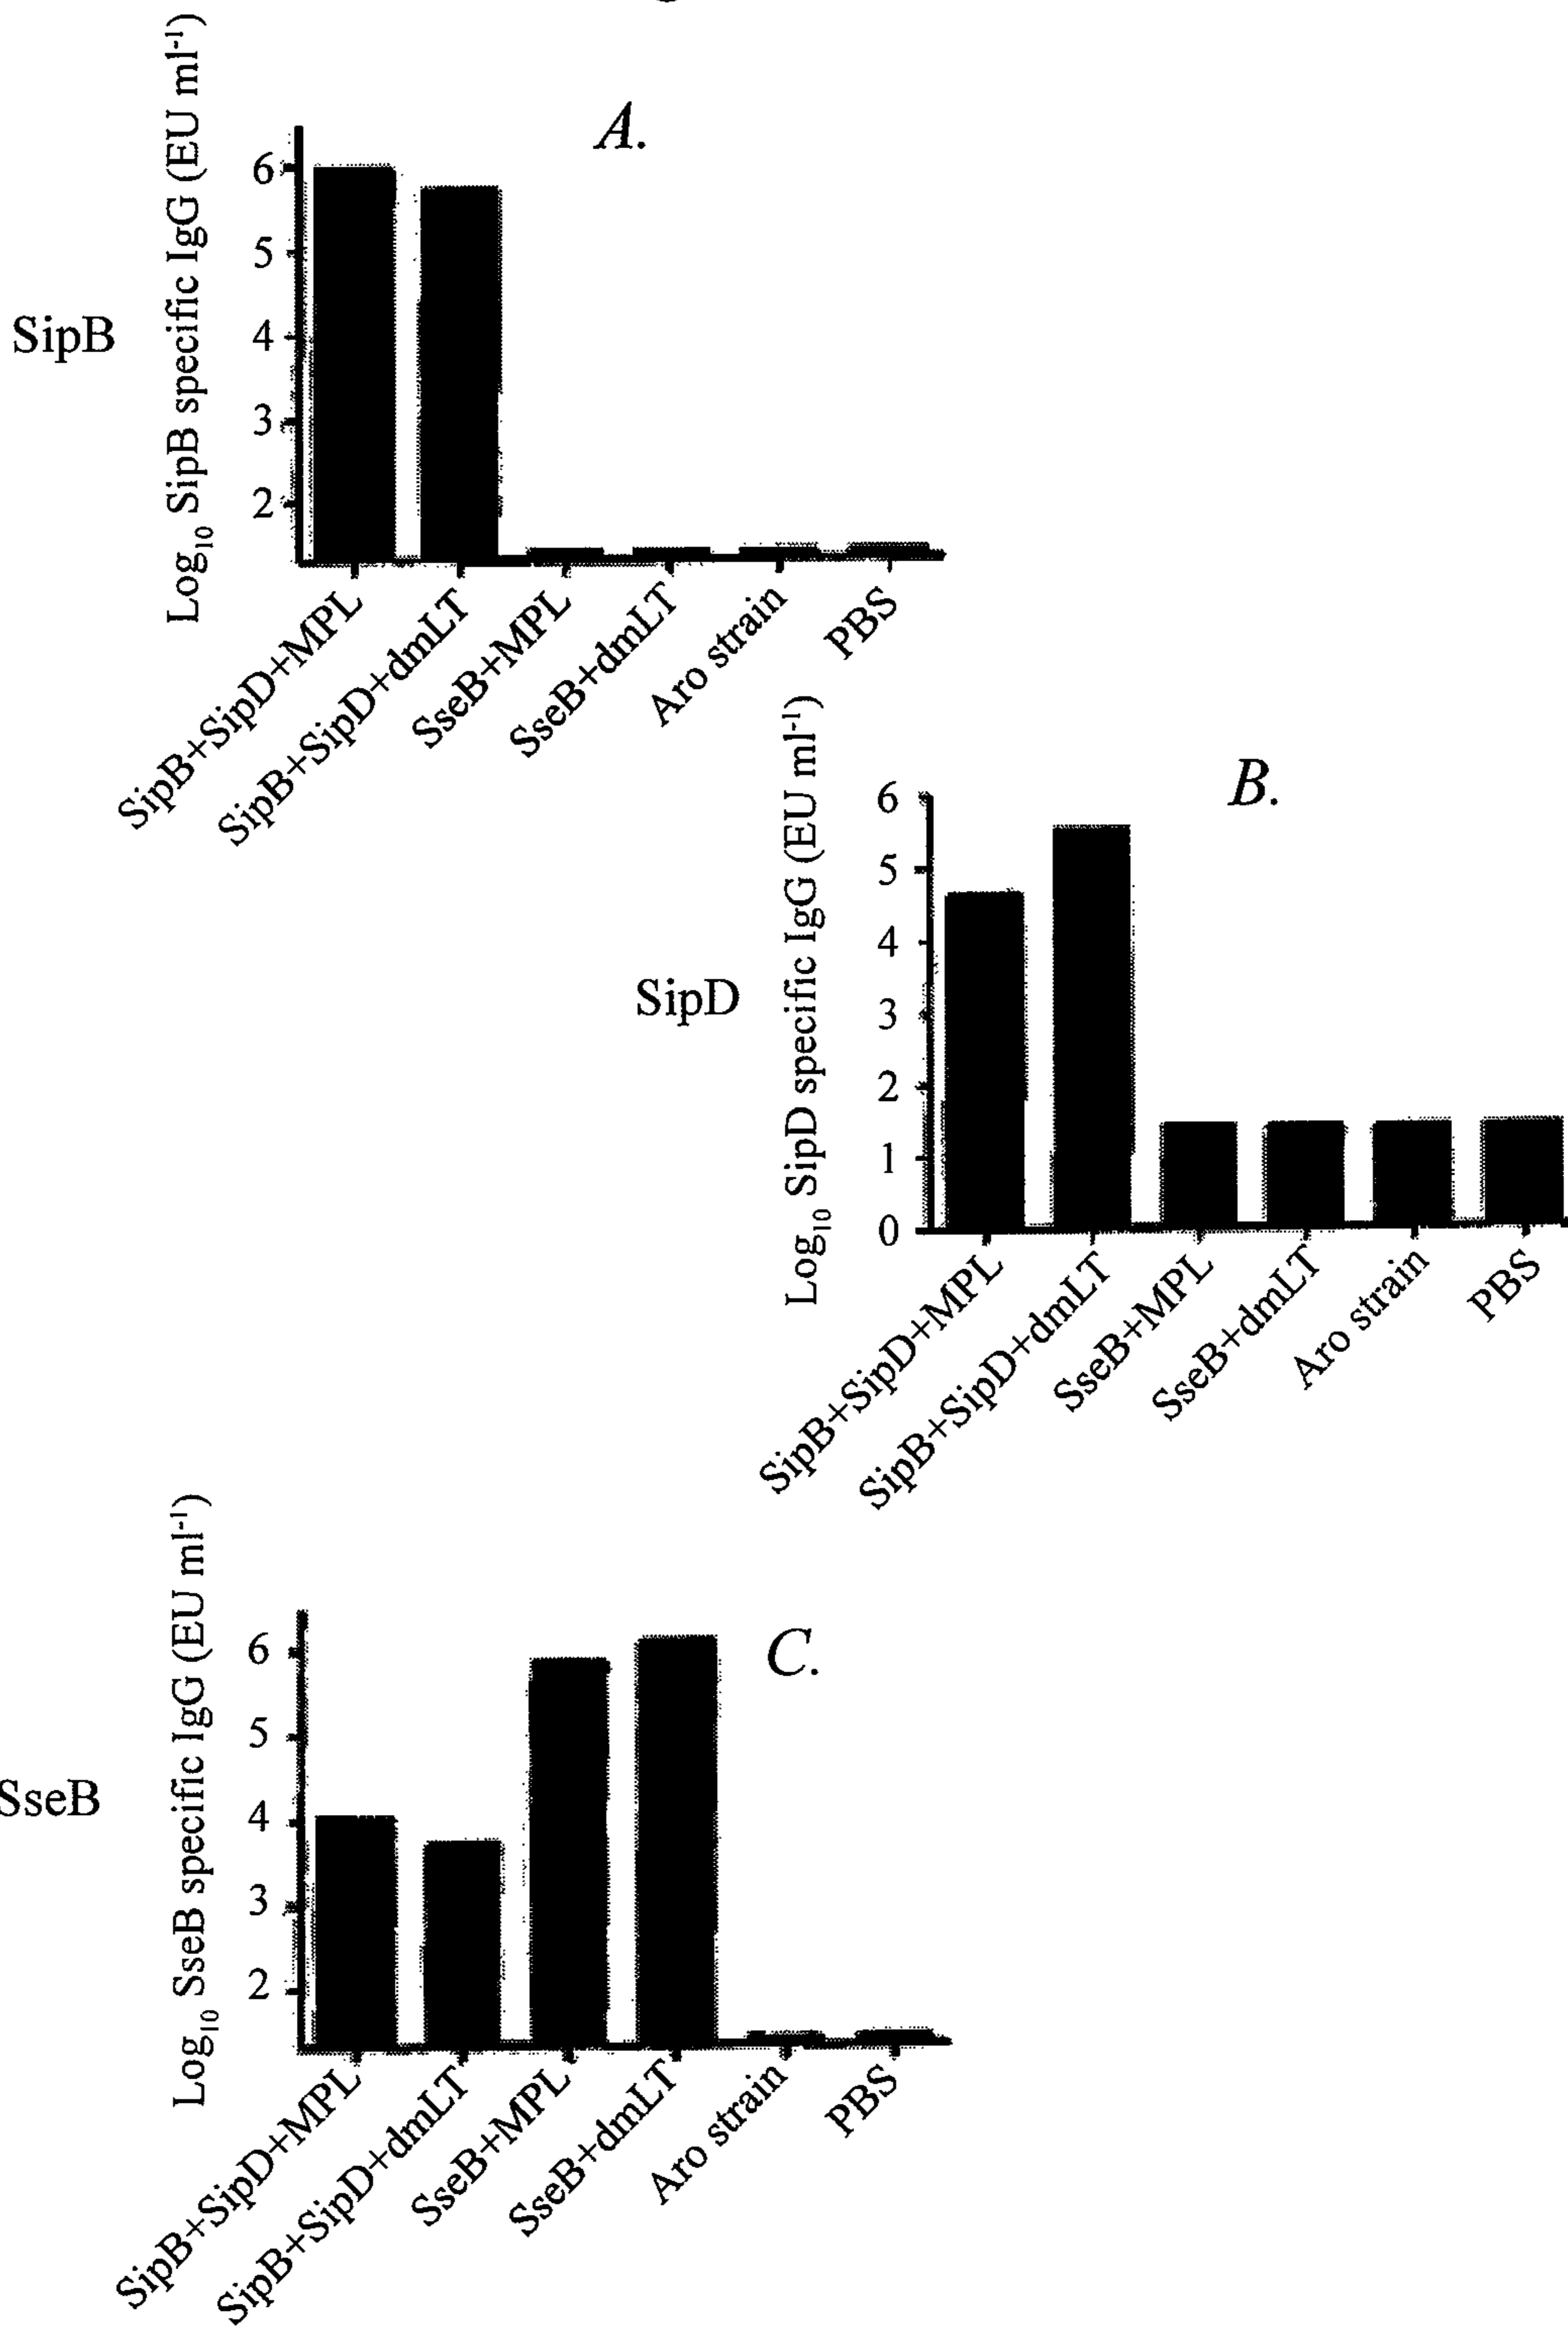 A.
SipB
Log10 SipB specific IgG (EU ml-1)
6
5
4
3
2
SipB+SipD+MPL
SipB+SipD+dmLT
SseB+MPL
SseB+dmLT
Aro strain
PBS
B.
SipD
Log10 SipD specific IgG (EU ml-1)
6
5
4
3
2
1
0
SipB+SipD+MPL
SipB+SipD+dmLT
SseB+MPL
SseB+dmLT
Aro strain
PBS
C.
SseB
Log10 SseB specific IgG (EU ml-1)
6
5
4
3
2
SipB+SipD+MPL
SipB+SipD+dmLT
SseB+MPL
SseB+dmLT
Aro strain
PBS